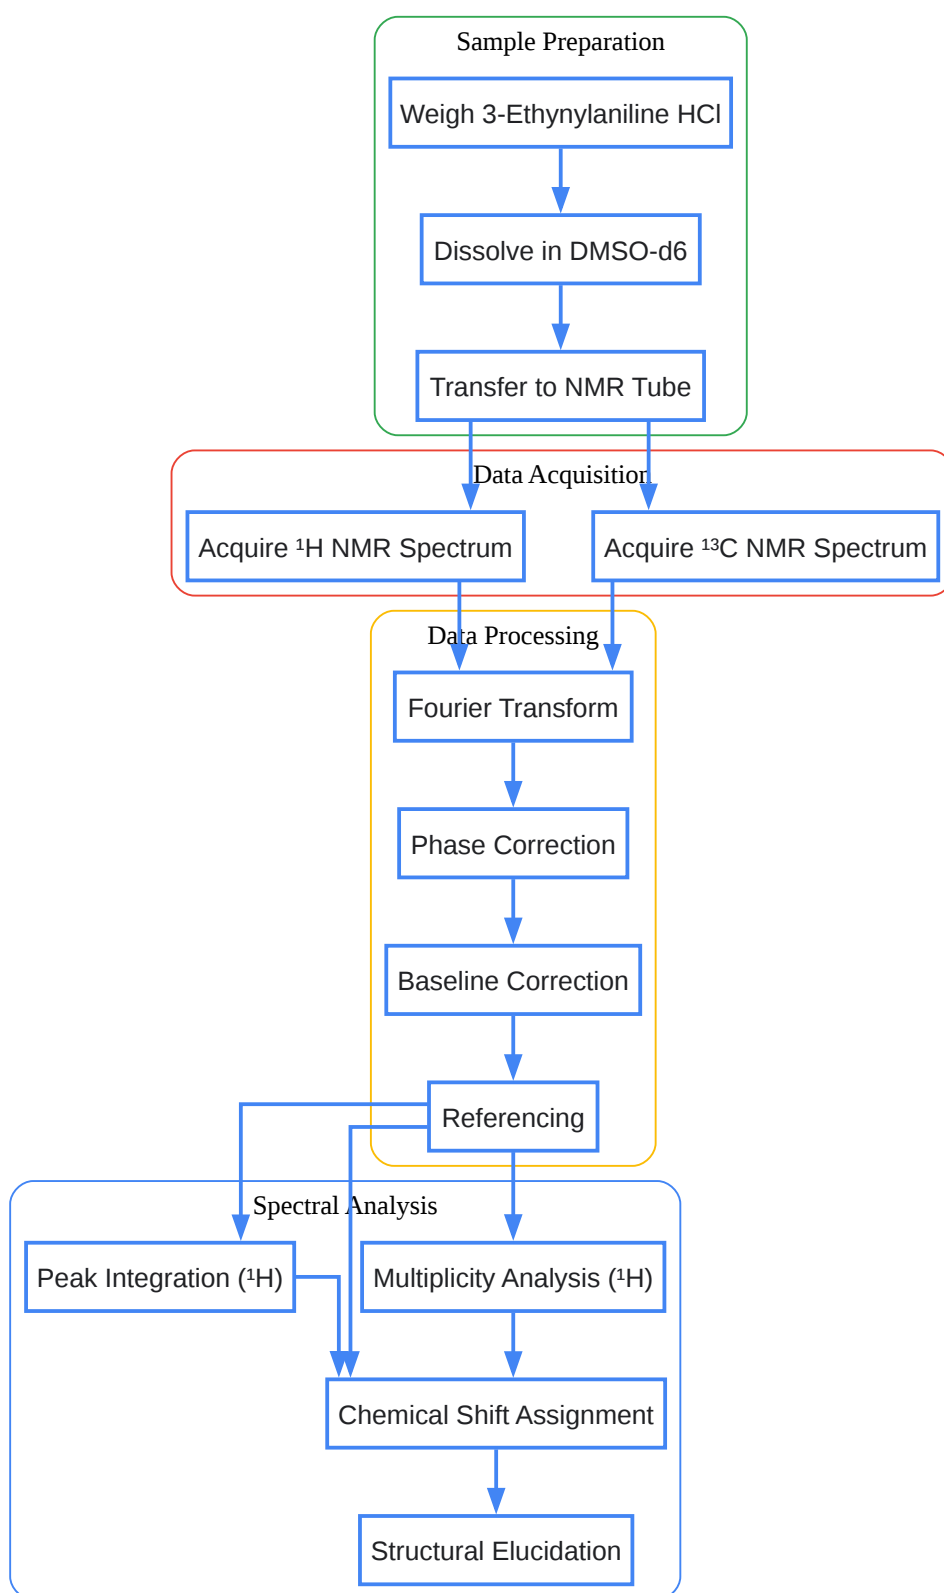 Sample Preparation
Weigh 3-Ethynylaniline HCl
Dissolve in DMSO-d6
Transfer to NMR Tube
Data Acquisition
Acquire ¹H NMR Spectrum
Acquire ¹³C NMR Spectrum
Data Processing
Fourier Transform
Phase Correction
Baseline Correction
Referencing
Spectral Analysis
Peak Integration (¹H)
Multiplicity Analysis (¹H)
Chemical Shift Assignment
Structural Elucidation